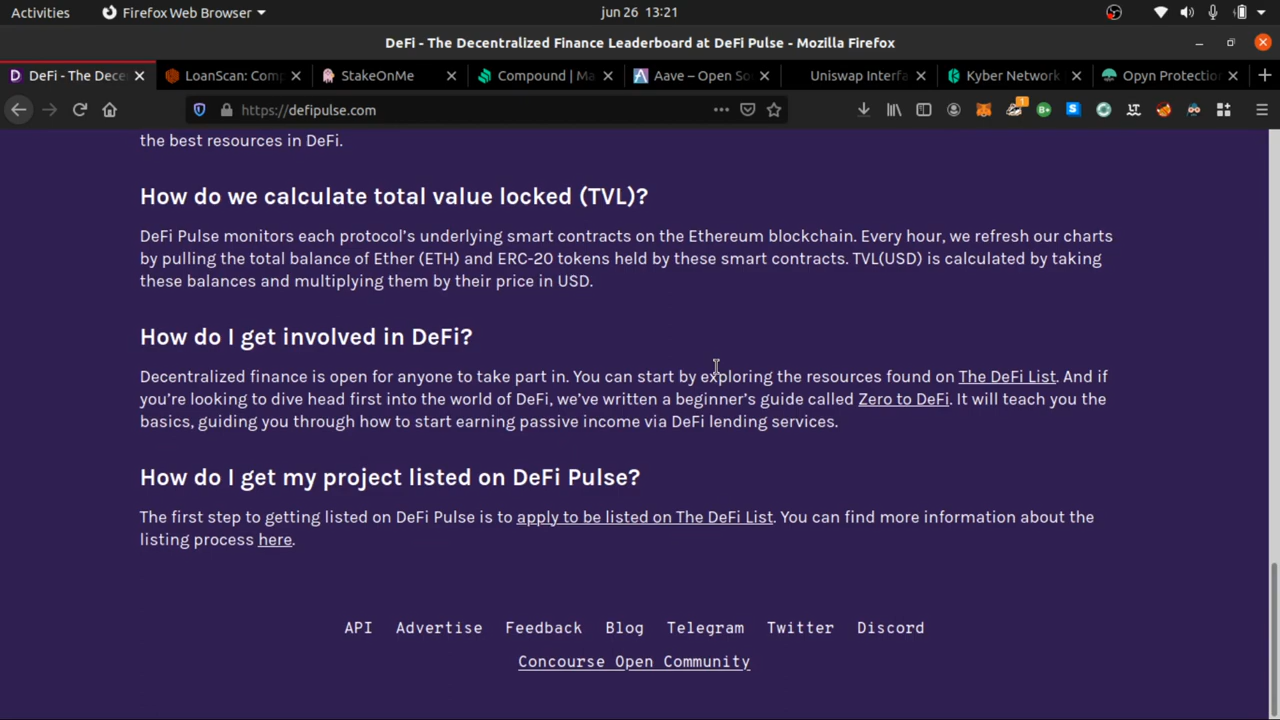 Activities Firefox Web Browser jun 26 13:21
DeFi - The Decentralized Finance Leaderboard at DeFi Pulse - Mozilla Firefox
DeFi - The Dece LoanScan: Comp StakeOnMe Compound | Ma Aave – Open So Uniswap Interfa Kyber Network Opyn Protectio
https://defipulse.com
the best resources in DeFi.
How do we calculate total value locked (TVL)?
DeFi Pulse monitors each protocol’s underlying smart contracts on the Ethereum blockchain. Every hour, we refresh our charts
by pulling the total balance of Ether (ETH) and ERC-20 tokens held by these smart contracts. TVL(USD) is calculated by taking
these balances and multiplying them by their price in USD.
How do I get involved in DeFi?
Decentralized finance is open for anyone to take part in. You can start by exploring the resources found on The DeFi List. And if
you’re looking to dive head first into the world of DeFi, we’ve written a beginner’s guide called Zero to DeFi. It will teach you the
basics, guiding you through how to start earning passive income via DeFi lending services.
How do I get my project listed on DeFi Pulse?
The first step to getting listed on DeFi Pulse is to apply to be listed on The DeFi List. You can find more information about the
listing process here.
API Advertise Feedback Blog Telegram Twitter Discord
Concourse Open Community